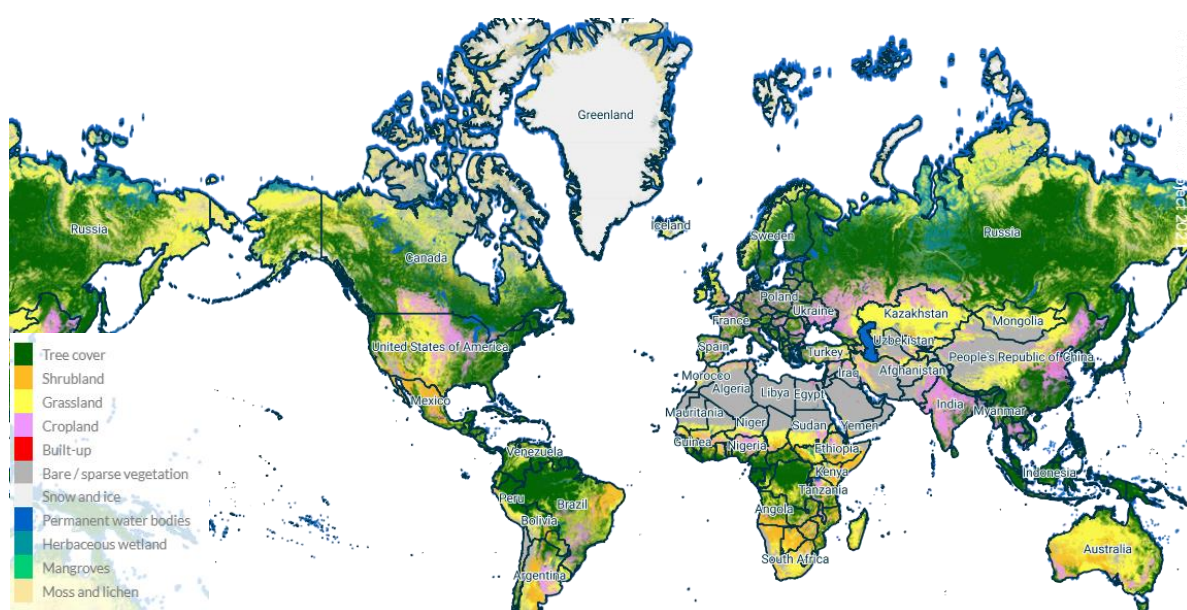 Greenland
Iceland
Russia
Canada
Sweden
Russia
Poland
Ukraine
France
Kazakhstan
Mongolia
United States of America
Spain
Turkey
Uzbekistan
People's Republic of China
Morocco
Algeria
Libya
Egypt
Iraq
Afghanistan
Mexico
Mauritania
Niger
Sudan
Yemen
India
Myanmar
Guinea
Nigeria
Ethiopia
Venezuela
Kenya
Indonesia
Peru
Brazil
Tanzania
Bolivia
Angola
Australia
South Africa
Argentina
Tree cover
Shrubland
Grassland
Cropland
Built-up
Bare / sparse vegetation
Snow and ice
Permanent water bodies
Herbaceous wetland
Mangroves
Moss and lichen